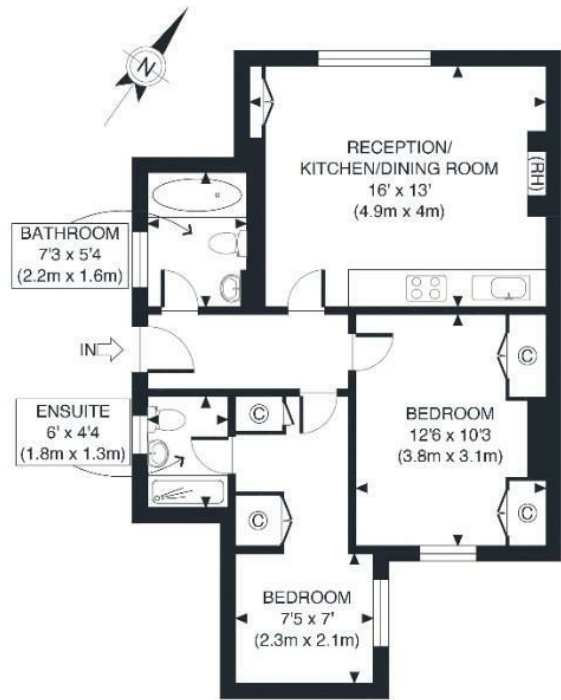 N
RECEPTION/
KITCHEN/DINING ROOM
16' x 13'
(4.9m x 4m)
(RH)
BATHROOM
7'3 x 5'4
(2.2m x 1.6m)
IN
ENSUITE
6' x 4'4
(1.8m x 1.3m)
C
C
BEDROOM
12'6 x 10'3
(3.8m x 3.1m)
C
C
BEDROOM
7'5 x 7'
(2.3m x 2.1m)